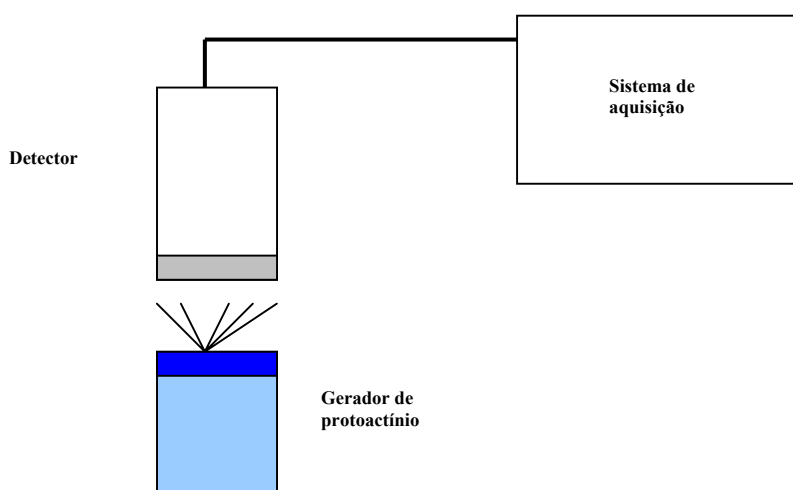 Sistema de
aquisição
Detector
Gerador de
protoactínio